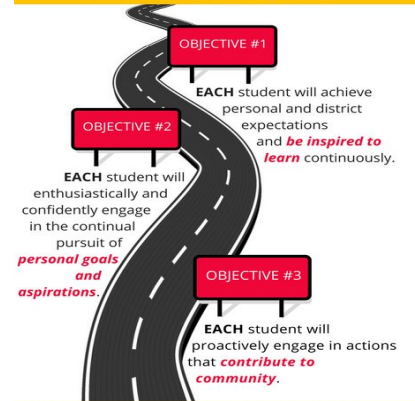 OBJECTIVE #1
EACH student will achieve
personal and district
expectations
and be inspired to
learn continuously.
OBJECTIVE #2
EACH student will
enthusiastically and
confidently engage
in the continual
pursuit of
personal goals
and
aspirations.
OBJECTIVE #3
EACH student will
proactively engage in actions
that contribute to
community.